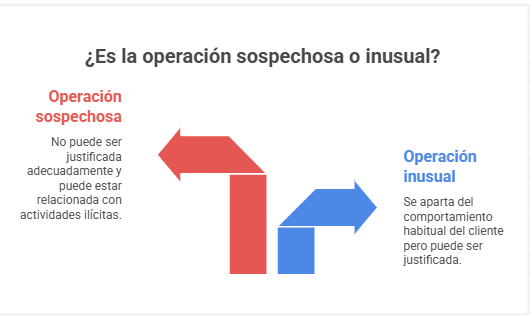 ¿Es la operación sospechosa o inusual?
Operación
sospechosa
No puede ser
justificada
adecuadamente y
puede estar
relacionada con
actividades ilícitas.
Operación
inusual
Se aparta del
comportamiento
habitual del cliente
pero puede ser
justificada.